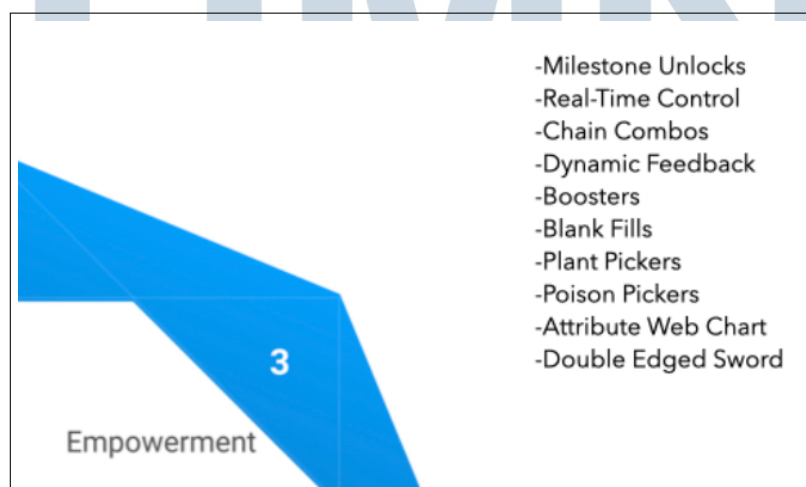 -Milestone Unlocks
-Real-Time Control
-Chain Combos
-Dynamic Feedback
-Boosters
-Blank Fills
-Plant Pickers
-Poison Pickers
-Attribute Web Chart
-Double Edged Sword
3
Empowerment